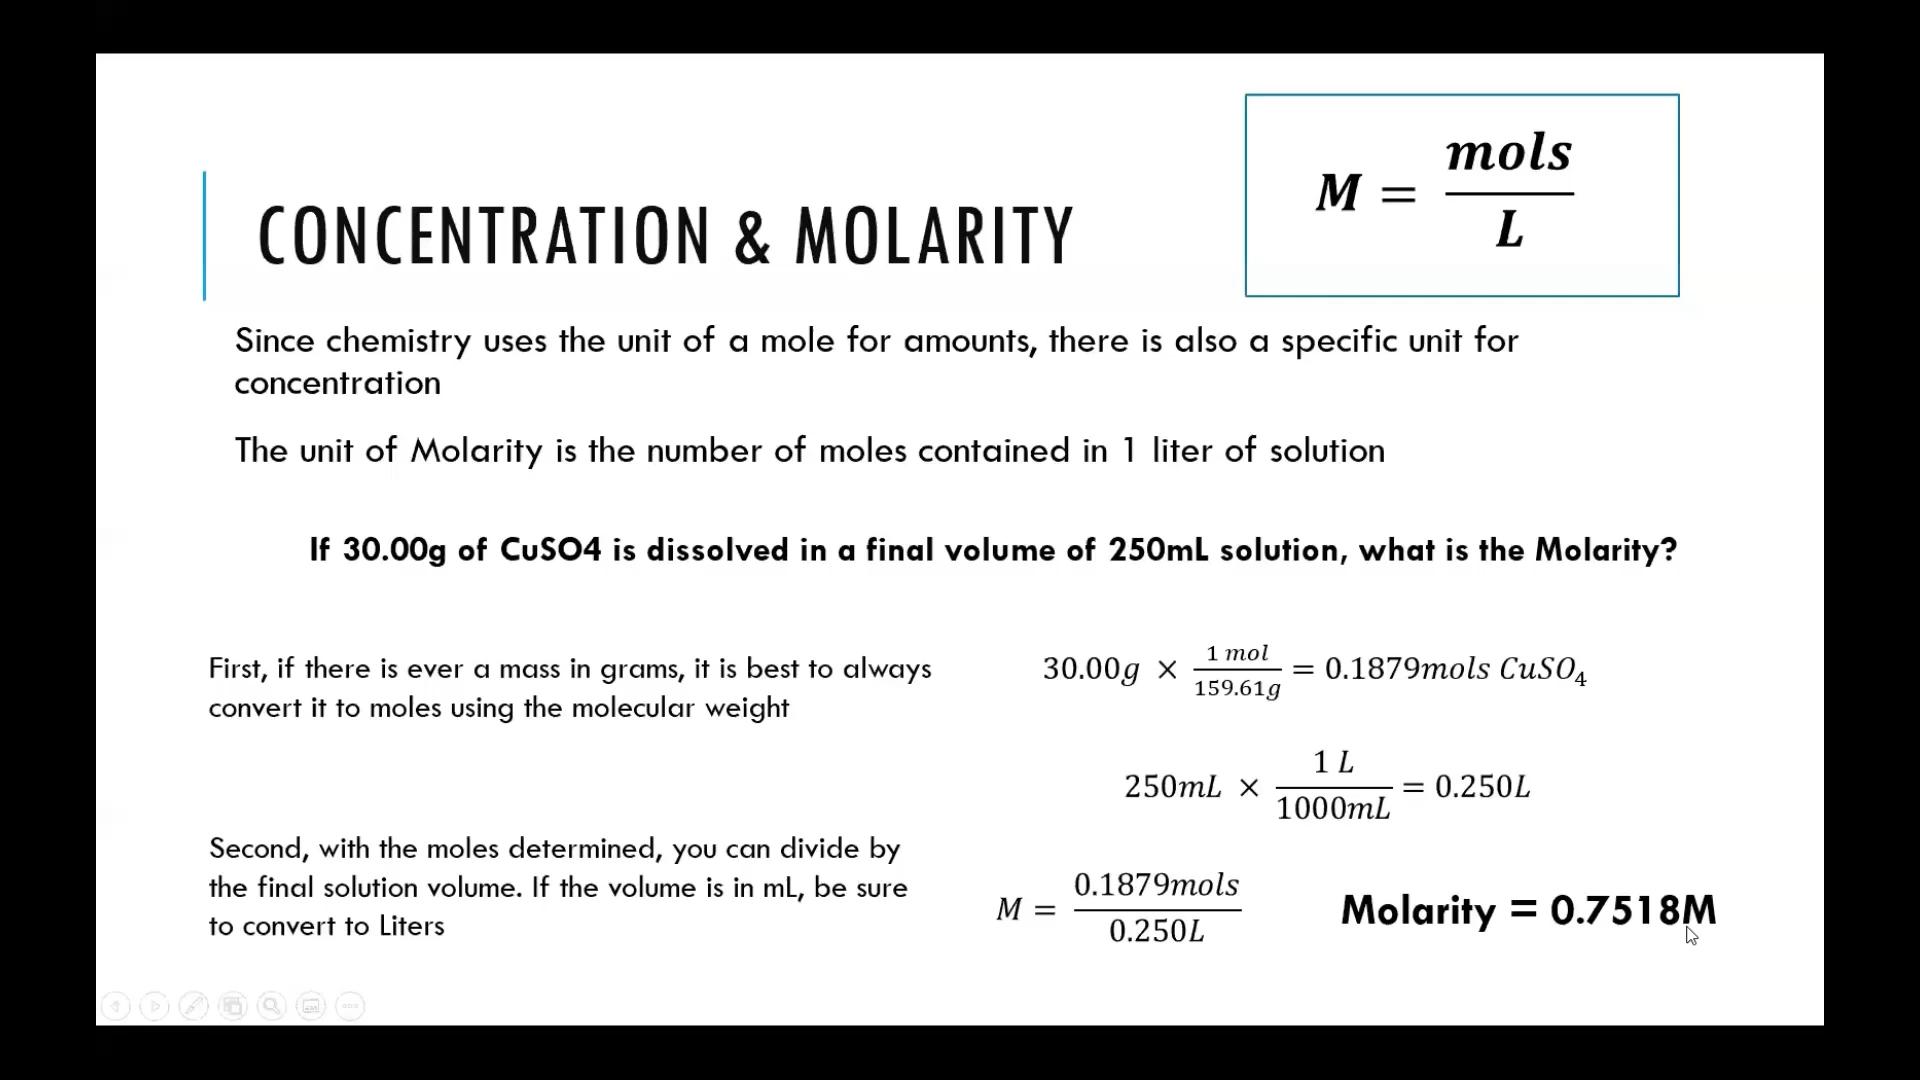 M = mols / L
CONCENTRATION & MOLARITY
Since chemistry uses the unit of a mole for amounts, there is also a specific unit for
concentration
The unit of Molarity is the number of moles contained in 1 liter of solution
If 30.00g of CuSO4 is dissolved in a final volume of 250mL solution, what is the Molarity?
First, if there is ever a mass in grams, it is best to always
convert it to moles using the molecular weight
30.00g × 1 mol / 159.61g = 0.1879mols CuSO₄
250mL × 1 L / 1000mL = 0.250L
Second, with the moles determined, you can divide by
the final solution volume. If the volume is in mL, be sure
to convert to Liters
M = 0.1879mols / 0.250L
Molarity = 0.7518M